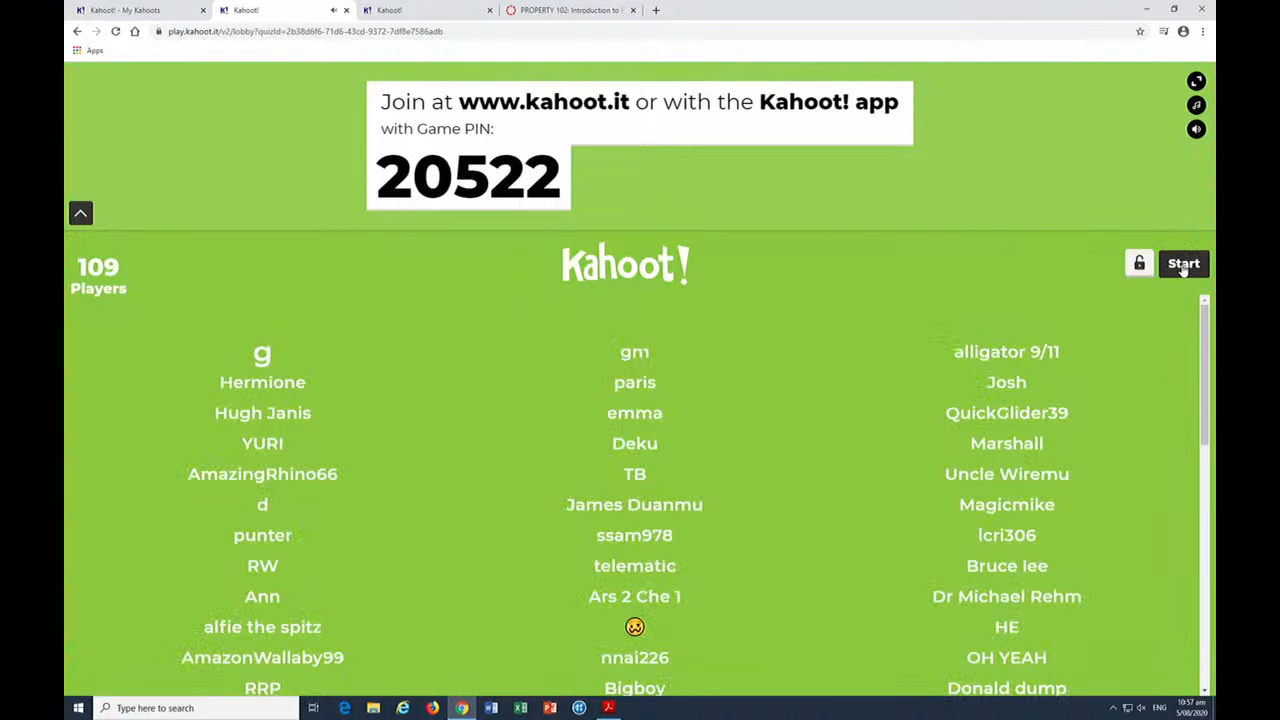 Kahoot! - My Kahoots
Kahoot!
Kahoot!
PROPERTY 102: Introduction to
play.kahoot.it/v2/lobby?quizId=2b38d6f6-71d6-43cd-9372-7df8e7586adb
Apps
Join at www.kahoot.it or with the Kahoot! app
with Game PIN:
20522
109
Players
Kahoot!
Start
g gm alligator 9/11
Hermione paris Josh
Hugh Janis emma QuickGlider39
YURI Deku Marshall
AmazingRhino66 TB Uncle Wiremu
d James Duanmu Magicmike
punter ssam978 lcri306
RW telematic Bruce lee
Ann Ars 2 Che 1 Dr Michael Rehm
alfie the spitz 🥴 HE
AmazonWallaby99 nnai226 OH YEAH
RRP Bigboy Donald dump
Type here to search
ENG
10:57 am
5/08/2020